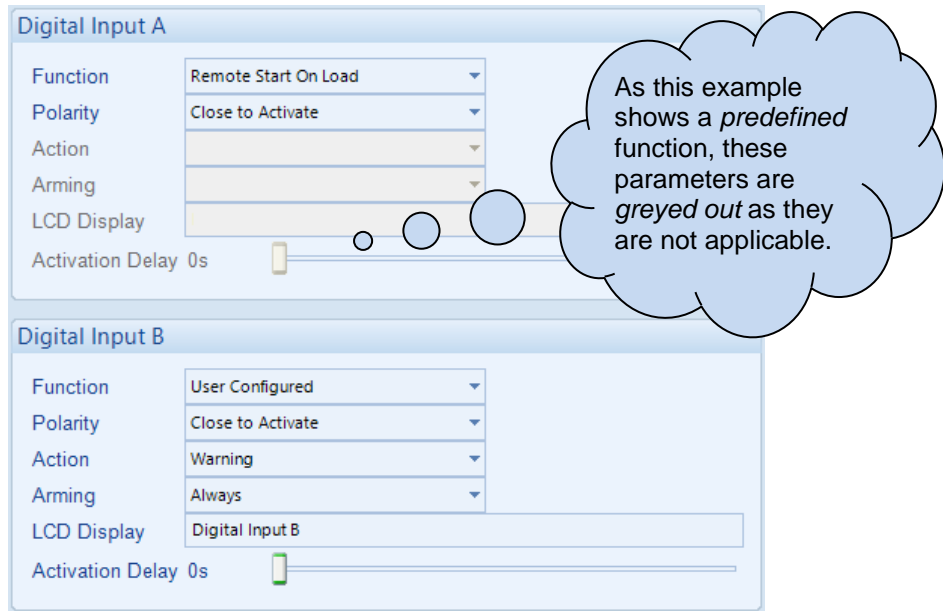 Digital Input A
Function Remote Start On Load
Polarity Close to Activate
Action
Arming
LCD Display
Activation Delay 0s
As this example
shows a predefined
function, these
parameters are
greyed out as they
are not applicable.
Digital Input B
Function User Configured
Polarity Close to Activate
Action Warning
Arming Always
LCD Display Digital Input B
Activation Delay 0s